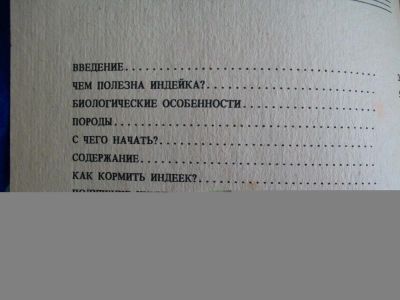 ВВЕДЕНИЕ
ЧЕМ ПОЛЕЗНА ИНДЕЙКА?
БИОЛОГИЧЕСКИЕ ОСОБЕННОСТИ
ПОРОДЫ
С ЧЕГО НАЧАТЬ?
СОДЕРЖАНИЕ
КАК КОРМИТЬ ИНДЕЕК?